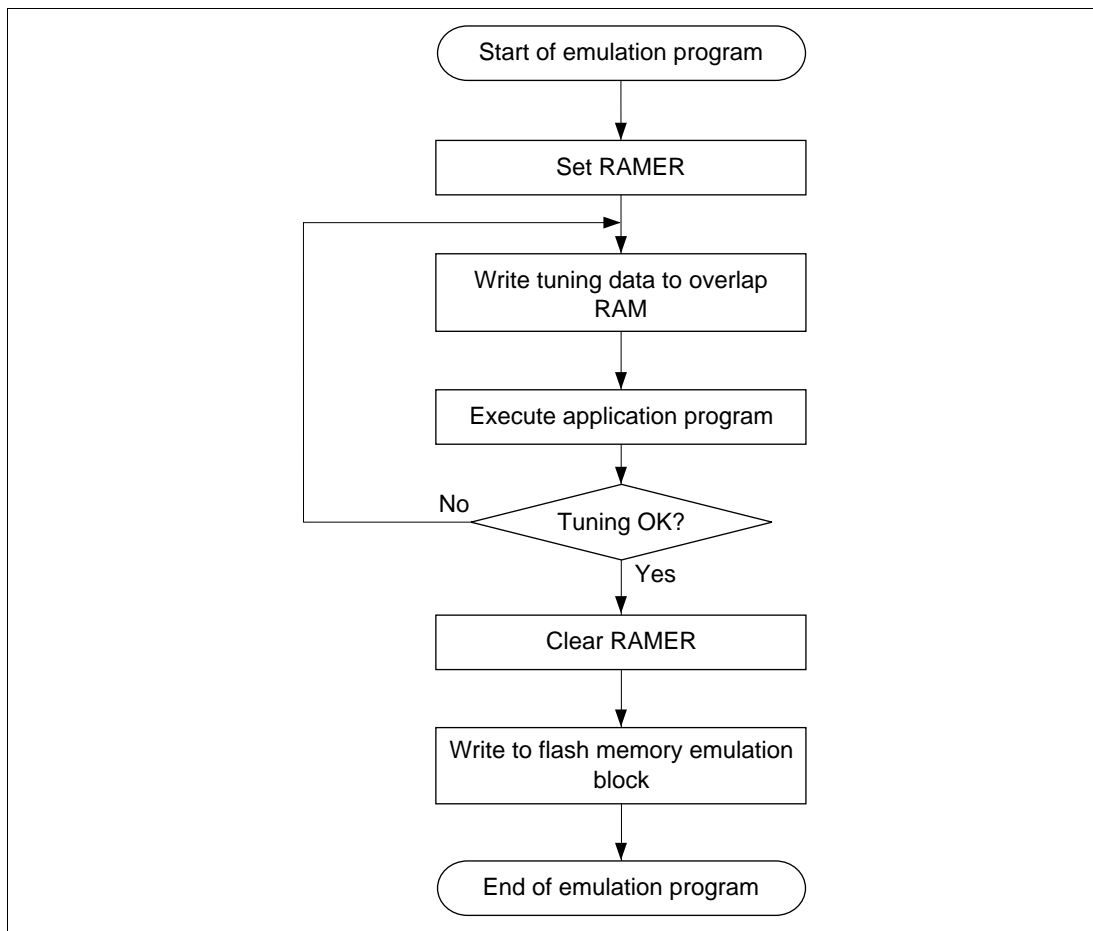 Start of emulation program
Set RAMER
Write tuning data to overlap
RAM
Execute application program
No
Tuning OK?
Yes
Clear RAMER
Write to flash memory emulation
block
End of emulation program